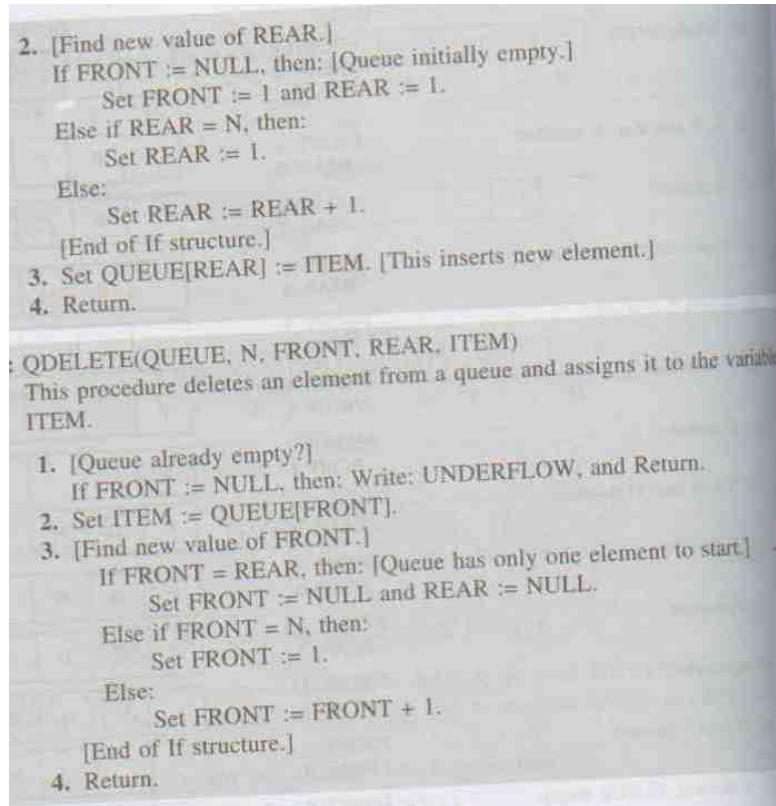 2. [Find new value of REAR.]
If FRONT := NULL, then: [Queue initially empty.]
Set FRONT := 1 and REAR := 1.
Else if REAR = N, then:
Set REAR := 1.
Else:
Set REAR := REAR + 1.
[End of If structure.]
3. Set QUEUE[REAR] := ITEM. [This inserts new element.]
4. Return.
: QDELETE(QUEUE, N, FRONT, REAR, ITEM)
This procedure deletes an element from a queue and assigns it to the variable
ITEM.
1. [Queue already empty?]
If FRONT := NULL, then: Write: UNDERFLOW, and Return.
2. Set ITEM := QUEUE[FRONT].
3. [Find new value of FRONT.]
If FRONT = REAR, then: [Queue has only one element to start.]
Set FRONT := NULL and REAR := NULL.
Else if FRONT = N, then:
Set FRONT := 1.
Else:
Set FRONT := FRONT + 1.
[End of If structure.]
4. Return.